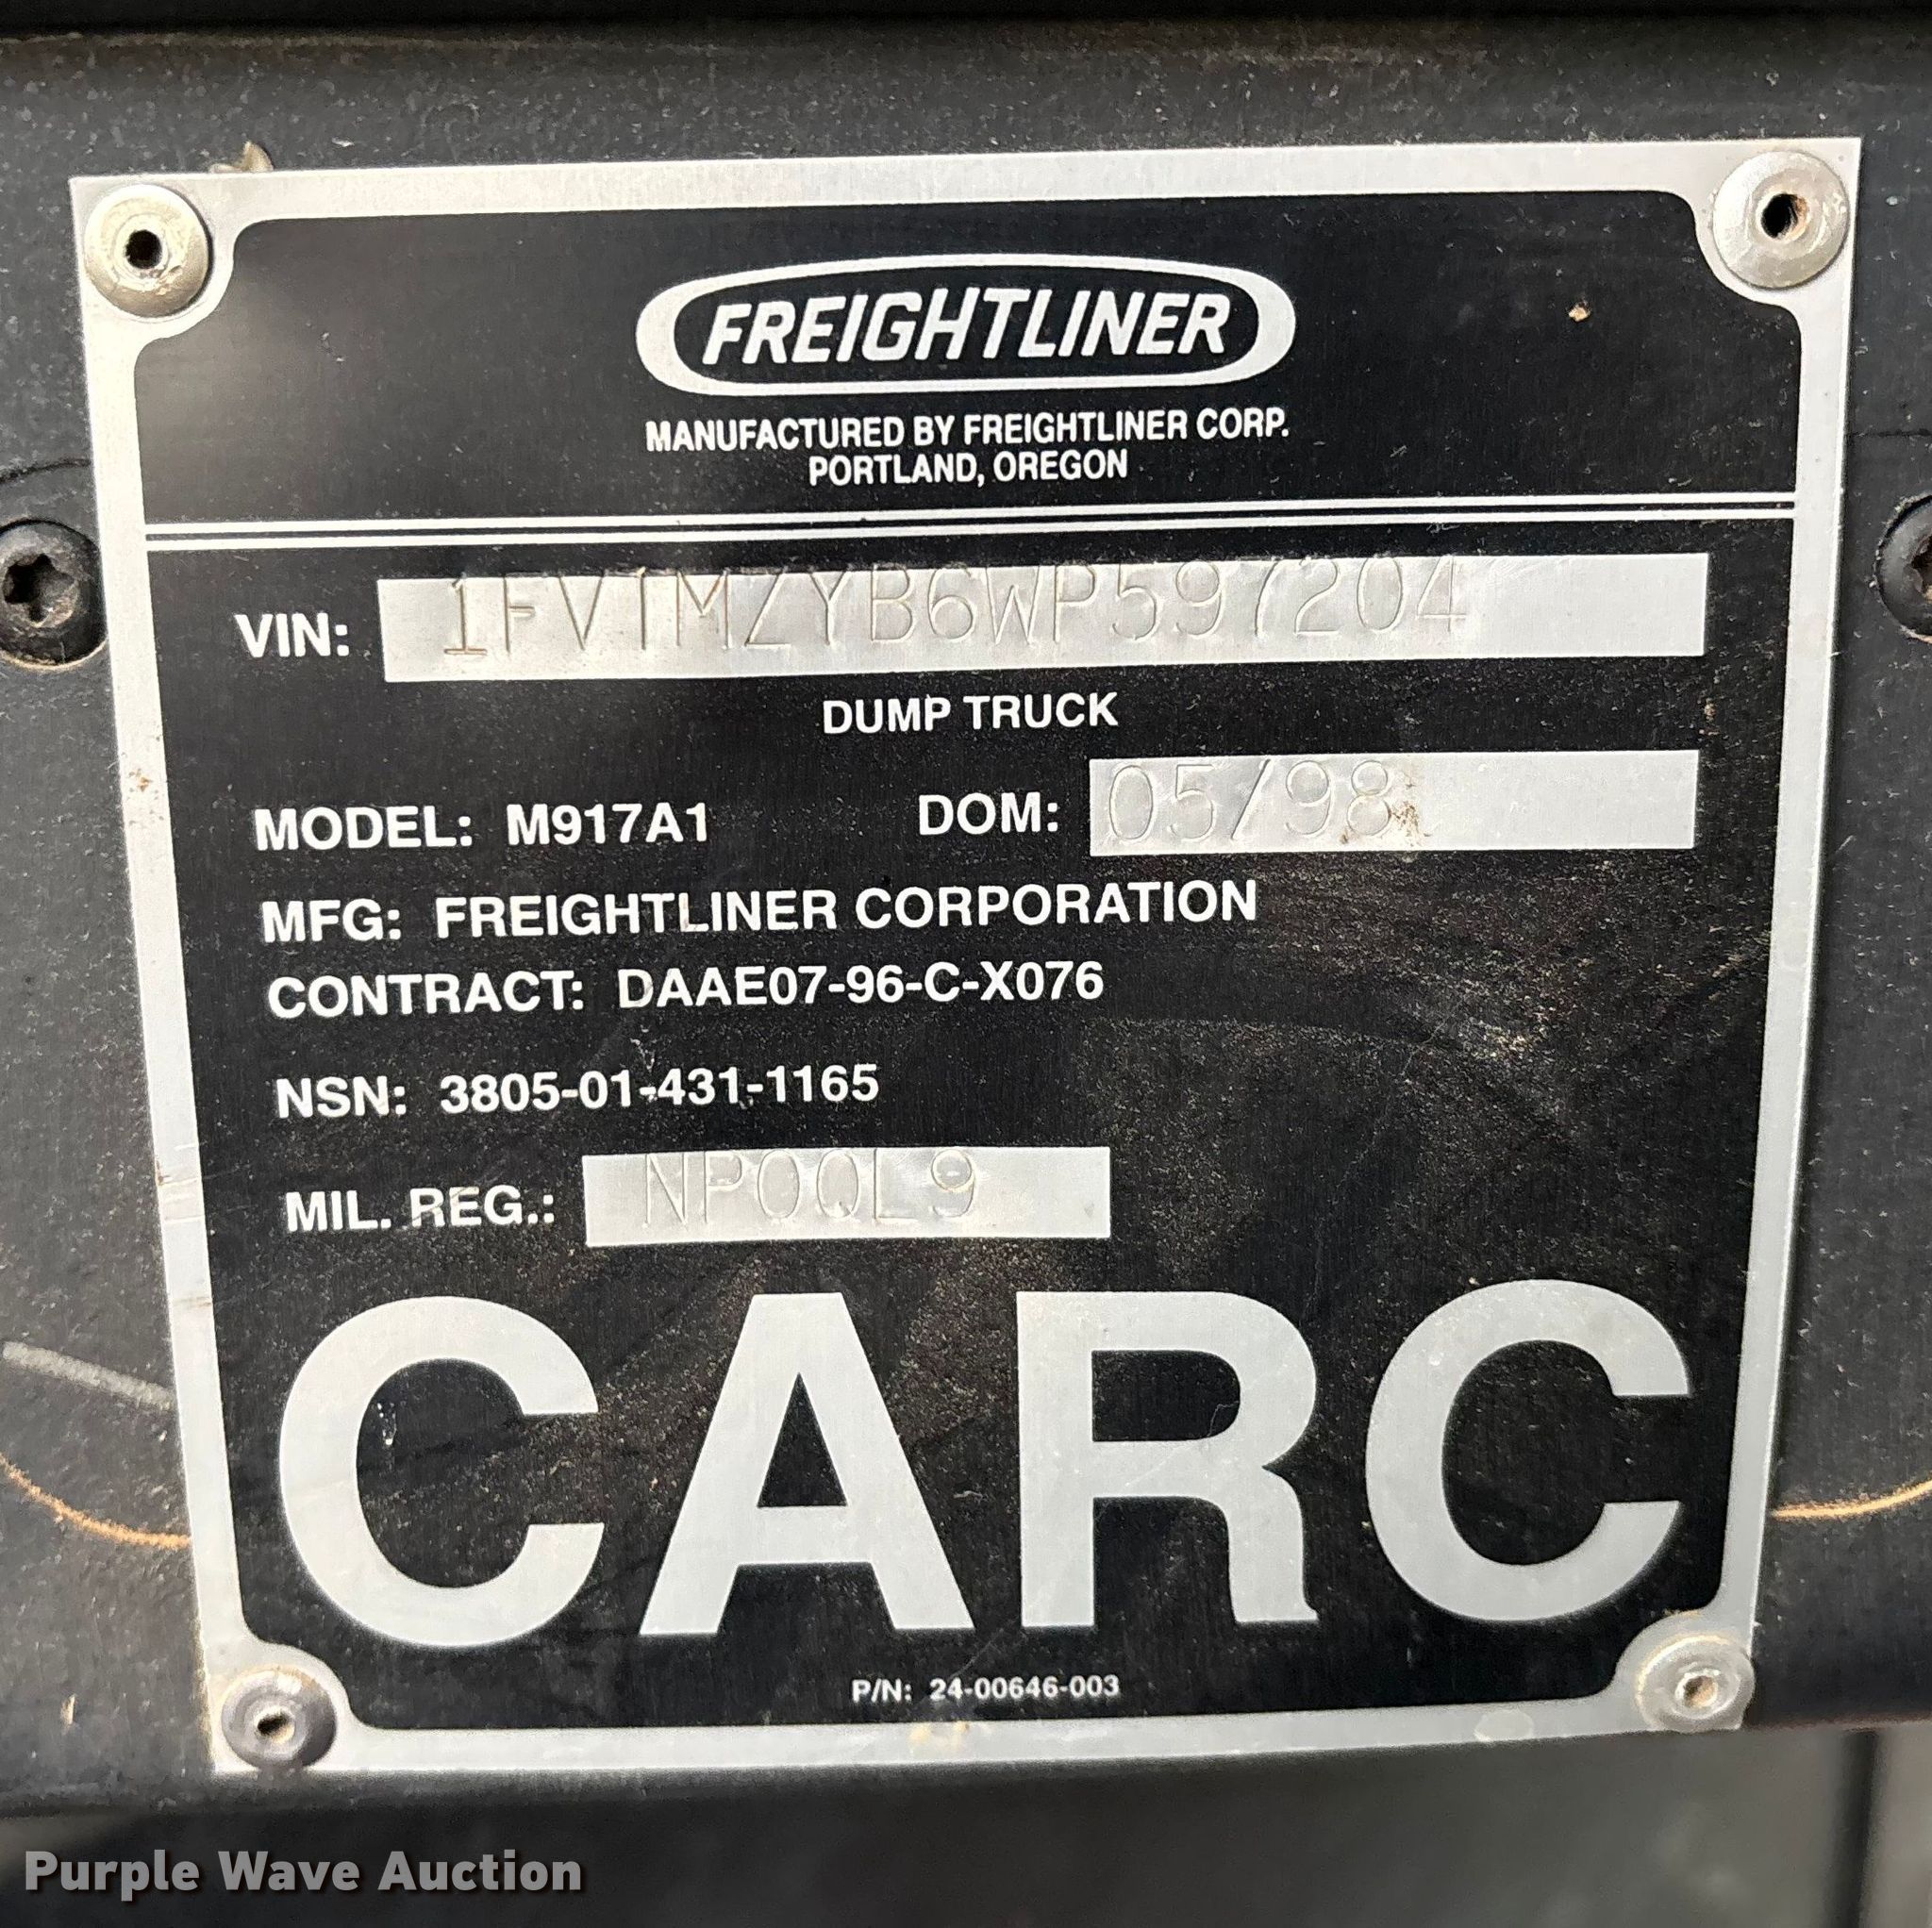 FREIGHTLINER
MANUFACTURED BY FREIGHTLINER CORP.
PORTLAND, OREGON
VIN: 1FVTMZYB6WP597204
DUMP TRUCK
MODEL: M917A1 DOM: 05/98
MFG: FREIGHTLINER CORPORATION
CONTRACT: DAAE07-96-C-X076
NSN: 3805-01-431-1165
MIL. REG.: NP00L9
CARC
P/N: 24-00646-003
Purple Wave Auction